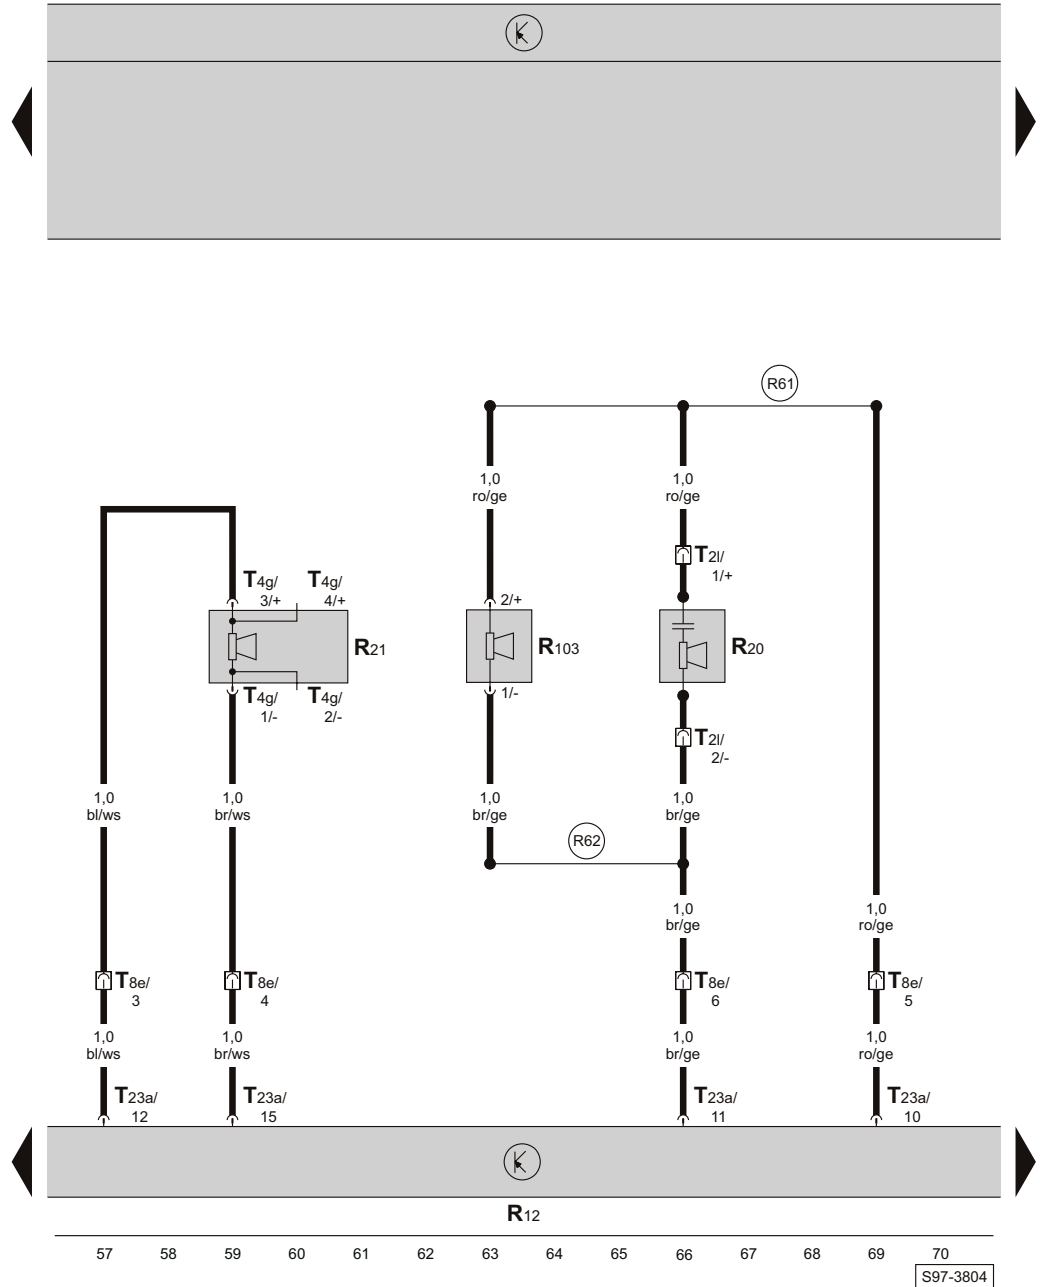 R61
1,0
ro/ge
1,0
ro/ge
T2l/
1/+
T4g/
3/+
T4g/
4/+
2/+
R21
R103
R20
T4g/
1/-
T4g/
2/-
1/-
T2l/
2/-
1,0
bl/ws
1,0
br/ws
1,0
br/ge
1,0
br/ge
R62
1,0
br/ge
1,0
ro/ge
T8e/
3
T8e/
4
T8e/
6
T8e/
5
1,0
bl/ws
1,0
br/ws
1,0
br/ge
1,0
ro/ge
T23a/
12
T23a/
15
T23a/
11
T23a/
10
R12
57 58 59 60 61 62 63 64 65 66 67 68 69 70
S97-3804